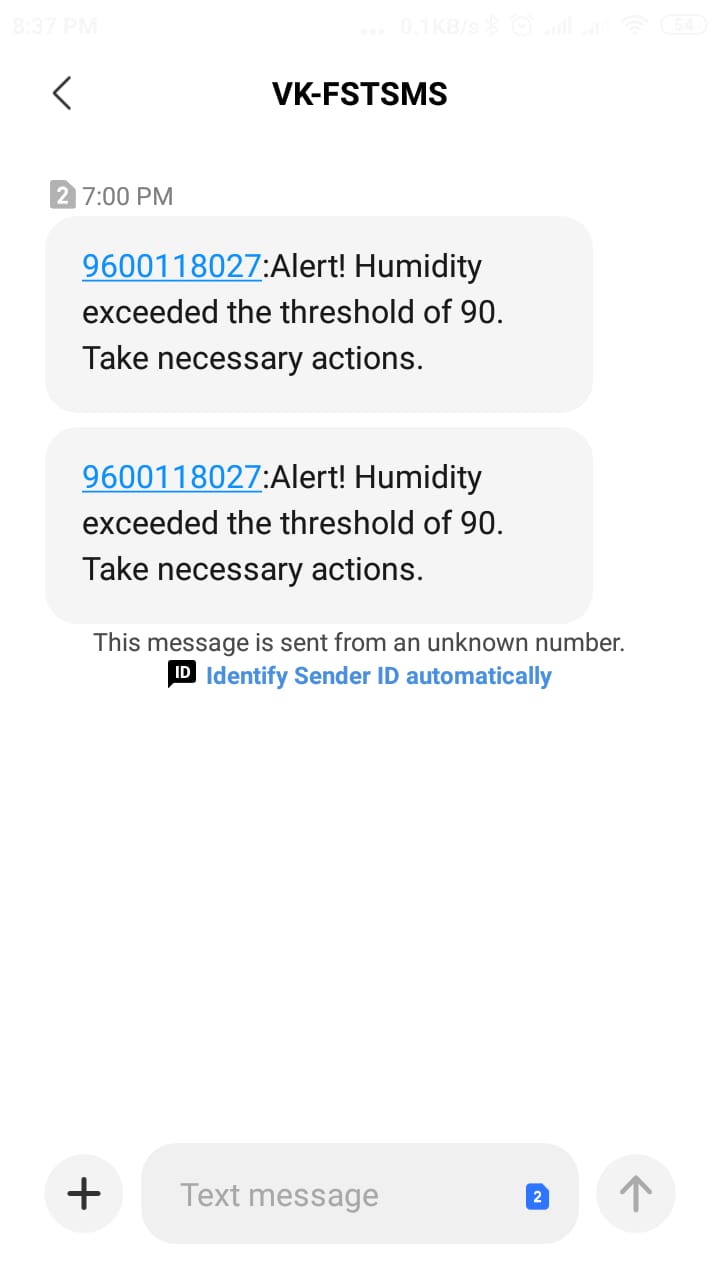 8:37 PM ... 0.1KB/s 54
VK-FSTSMS
2 7:00 PM
9600118027:Alert! Humidity
exceeded the threshold of 90.
Take necessary actions.
9600118027:Alert! Humidity
exceeded the threshold of 90.
Take necessary actions.
This message is sent from an unknown number.
ID Identify Sender ID automatically
Text message 2